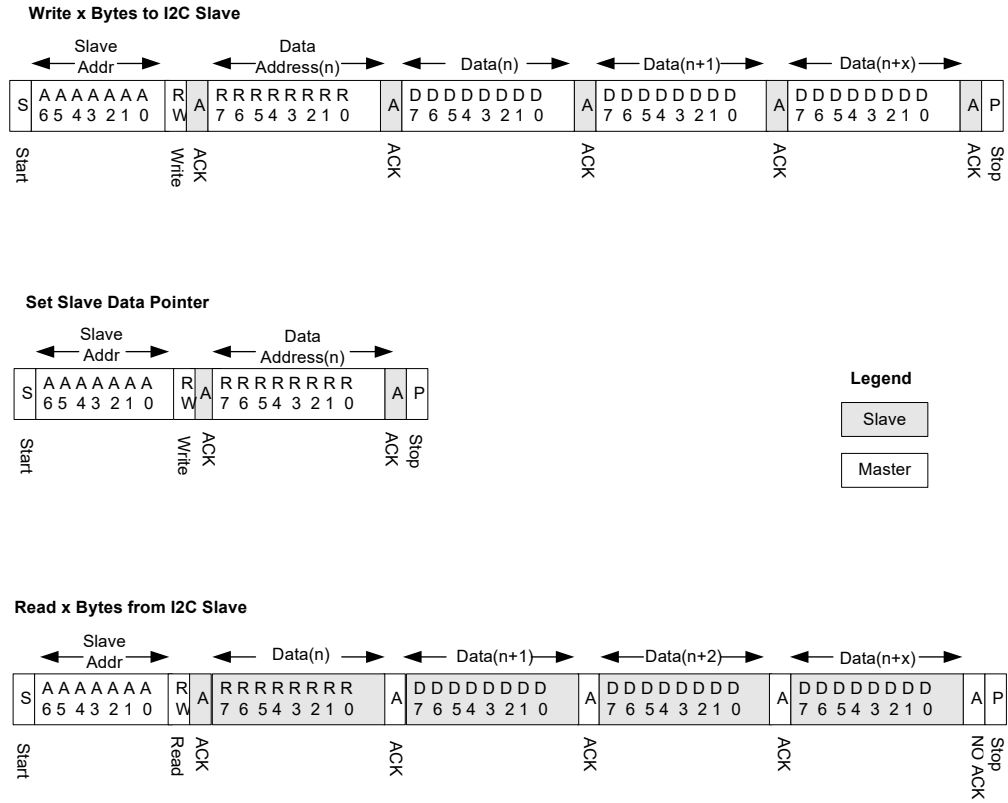 Write x Bytes to I2C Slave
Slave Addr
Data Address(n)
Data(n)
Data(n+1)
Data(n+x)
S A A A A A A A R A R R R R R R R R A D D D D D D D D A D D D D D D D D A D D D D D D D D A P
6 5 4 3 2 1 0 W 7 6 5 4 3 2 1 0 7 6 5 4 3 2 1 0 7 6 5 4 3 2 1 0 7 6 5 4 3 2 1 0
Start Write ACK ACK ACK ACK ACK Stop
Set Slave Data Pointer
Slave Addr
Data Address(n)
S A A A A A A A R A R R R R R R R R A P
6 5 4 3 2 1 0 W 7 6 5 4 3 2 1 0
Start Write ACK ACK Stop
Legend
Slave
Master
Read x Bytes from I2C Slave
Slave Addr
Data(n)
Data(n+1)
Data(n+2)
Data(n+x)
S A A A A A A A R A R R R R R R R R A D D D D D D D D A D D D D D D D D A D D D D D D D D A P
6 5 4 3 2 1 0 W 7 6 5 4 3 2 1 0 7 6 5 4 3 2 1 0 7 6 5 4 3 2 1 0 7 6 5 4 3 2 1 0
Start Read ACK ACK ACK ACK NO ACK Stop